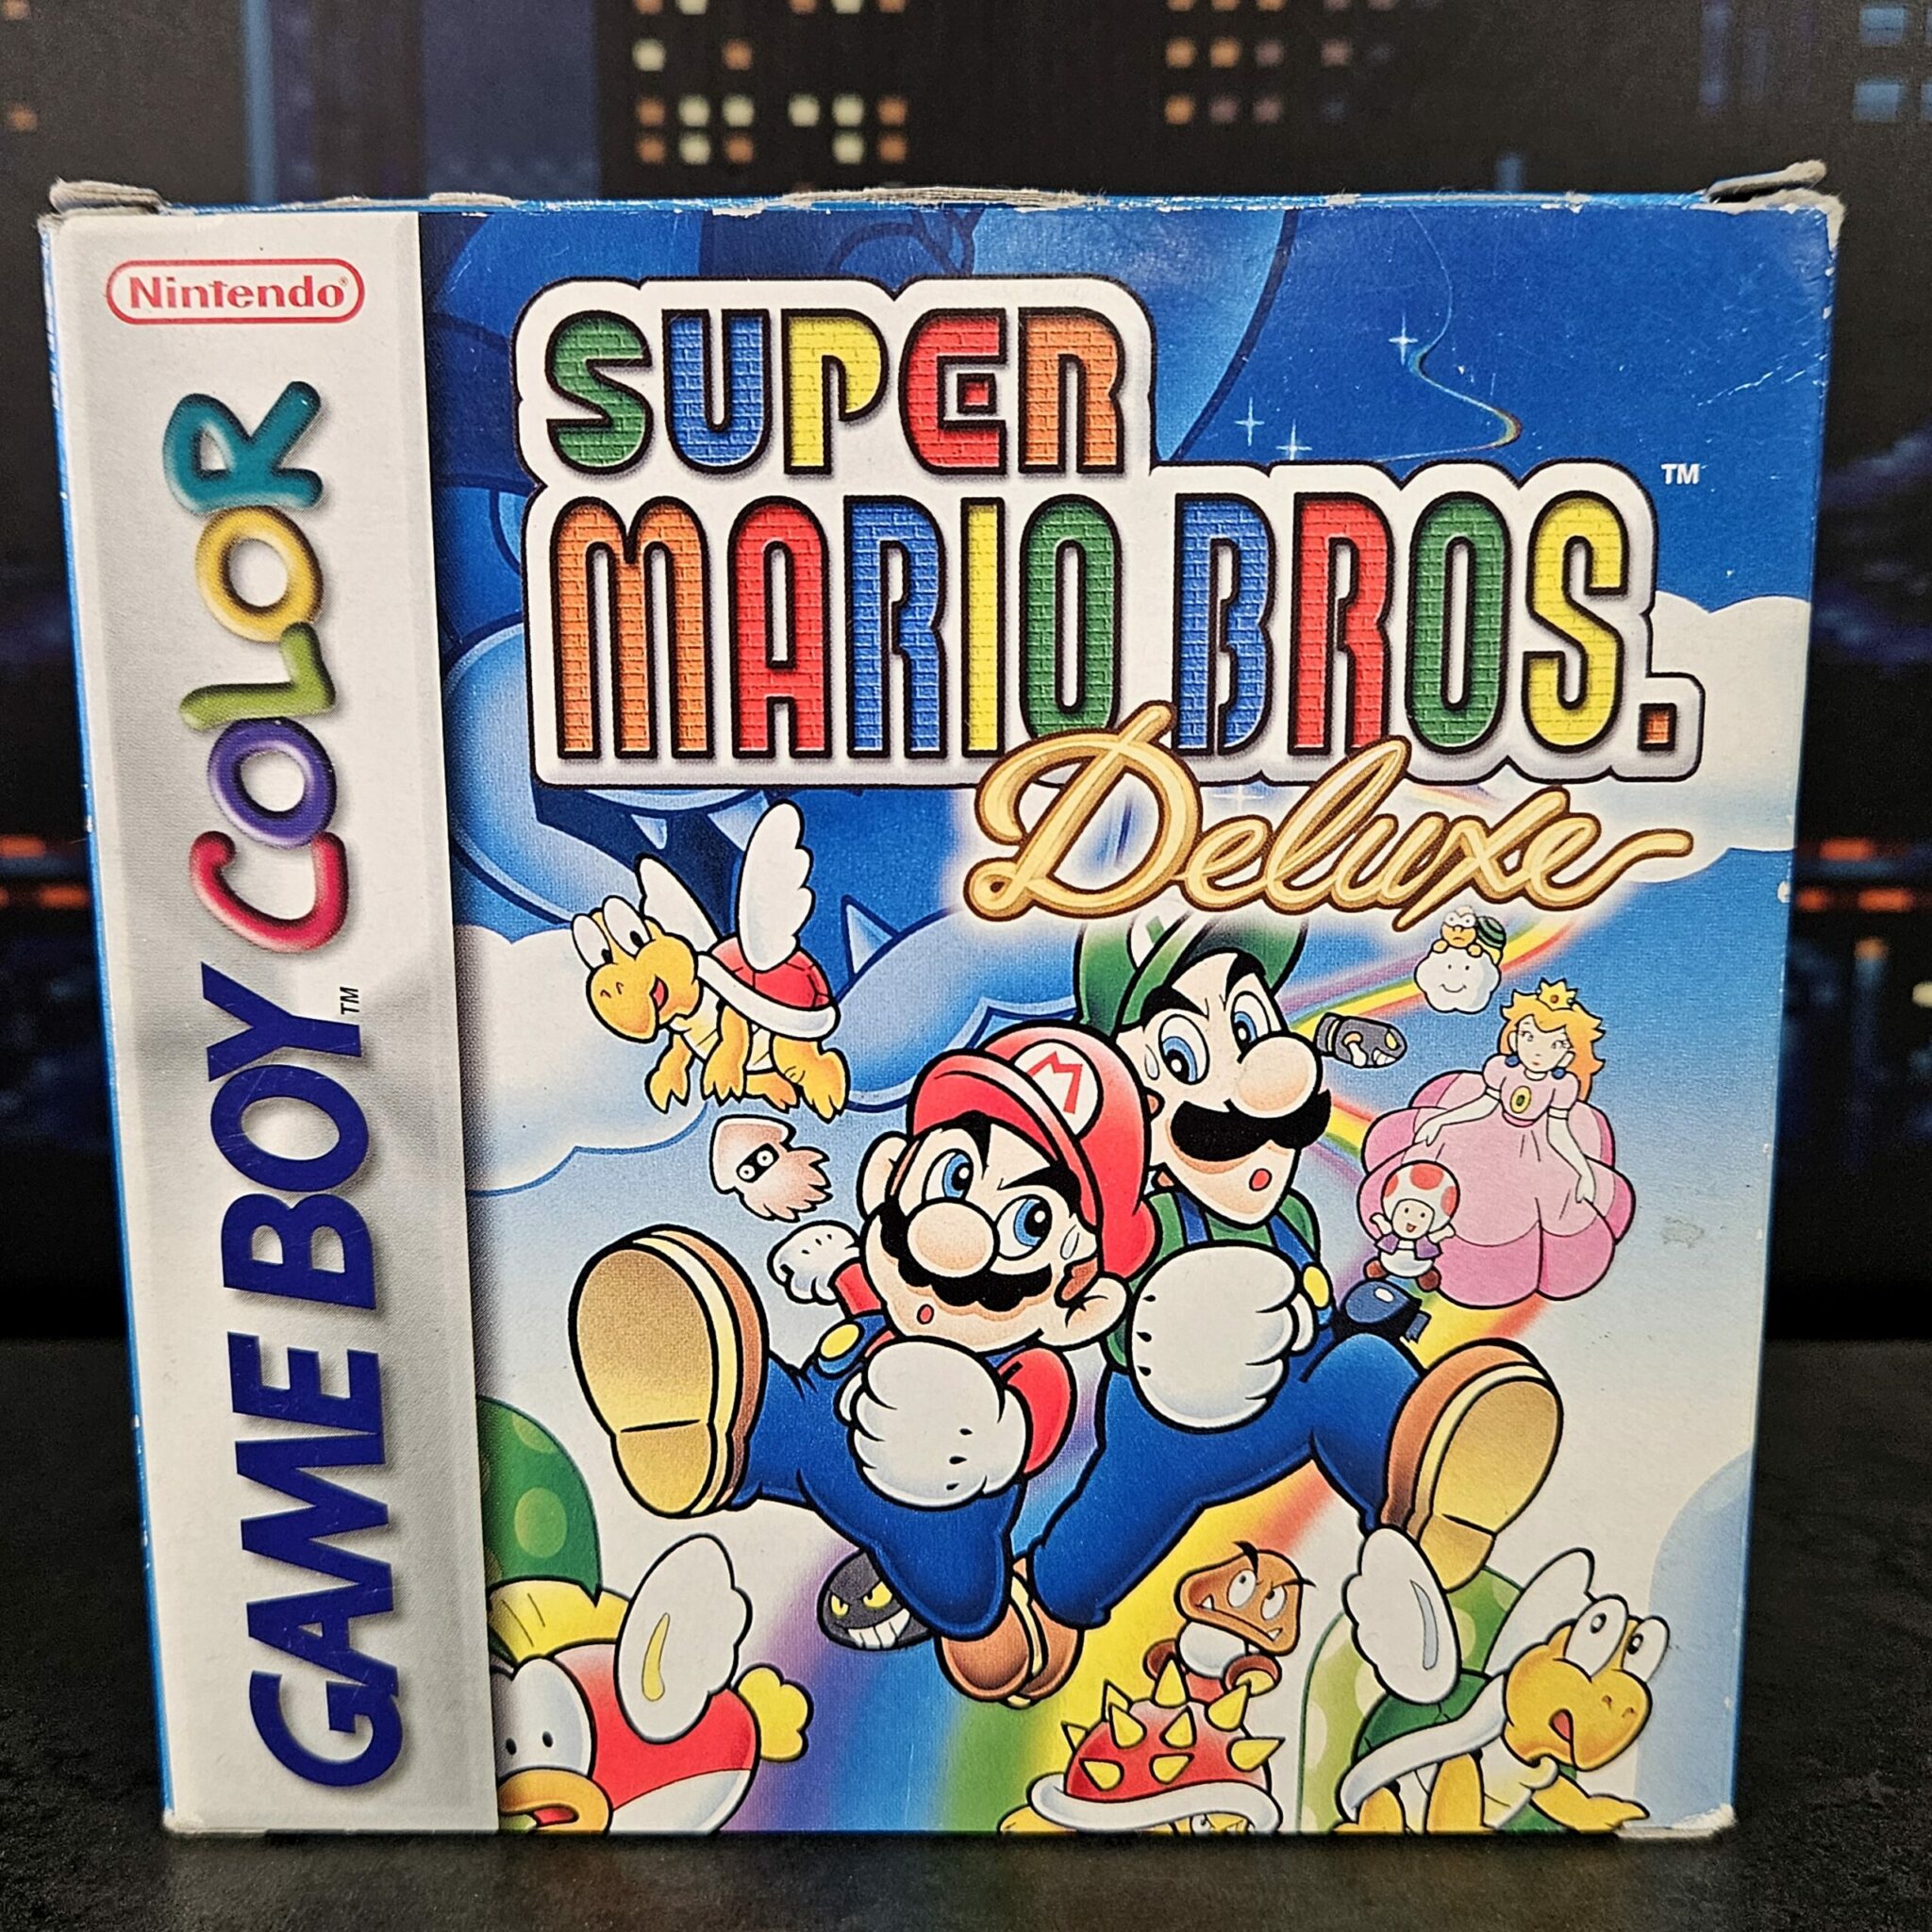 Nintendo®
GAME BOY COLOR
TM
SUPER
MARIO BROS.
TM
Deluxe
M